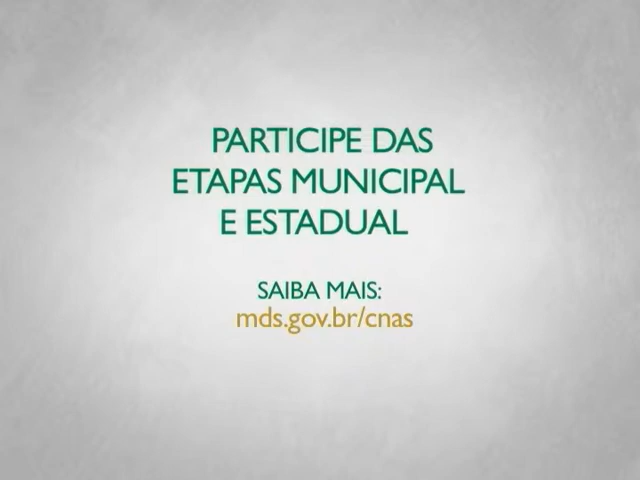 PARTICIPE DAS
ETAPAS MUNICIPAL
E ESTADUAL
SAIBA MAIS:
mds.gov.br/cnas